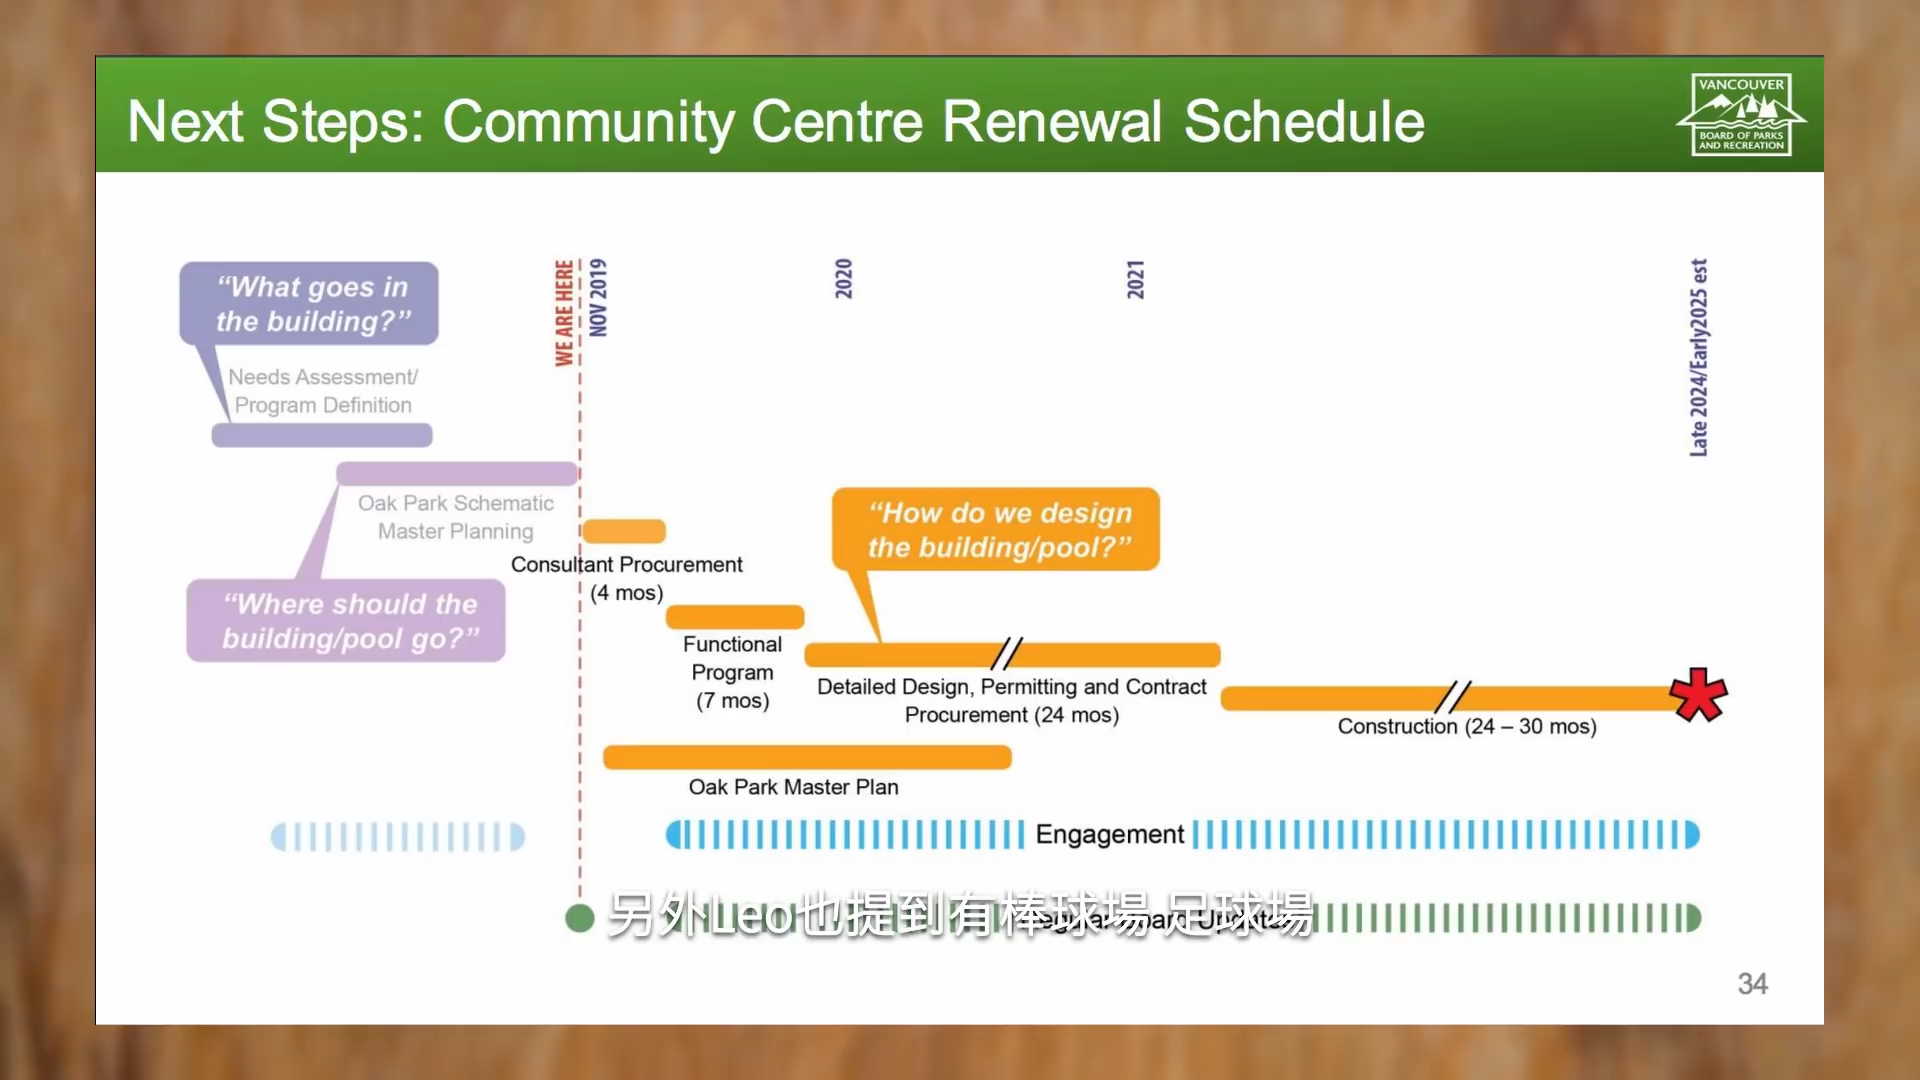 Next Steps: Community Centre Renewal Schedule
VANCOUVER
BOARD OF PARKS
AND RECREATION
“What goes in
the building?”
WE ARE HERE
NOV 2019
2020
2021
Late 2024/Early2025 est
Needs Assessment/
Program Definition
Oak Park Schematic
Master Planning
“Where should the
building/pool go?”
Consultant Procurement
(4 mos)
“How do we design
the building/pool?”
Functional
Program
(7 mos)
Detailed Design, Permitting and Contract
Procurement (24 mos)
Construction (24 – 30 mos)
Oak Park Master Plan
Engagement
另外Leo也提到有棒球場 足球場
34